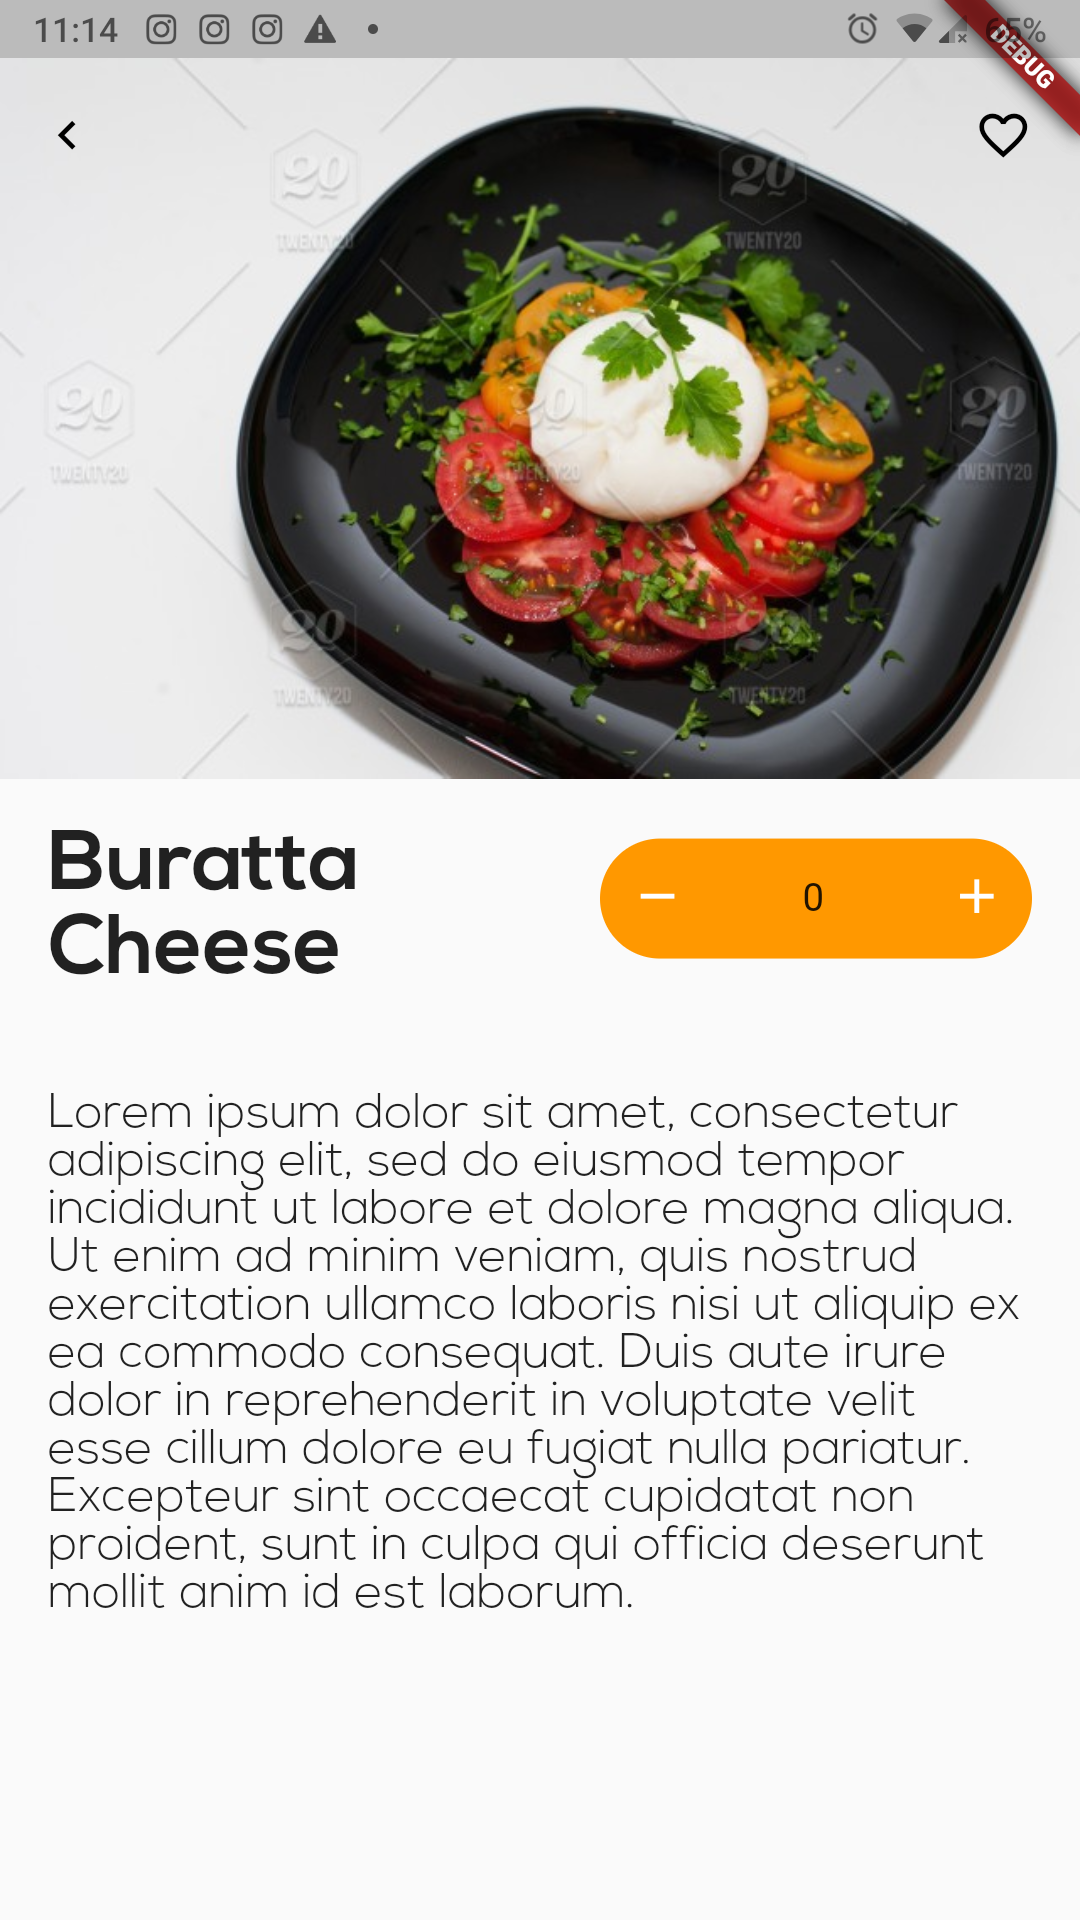 11:14
65%
DEBUG
20
TWENTY20
20
TWENTY20
20
TWENTY20
20
TWENTY20
20
TWENTY20
20
TWENTY20
20
TWENTY20
Buratta
Cheese
0
Lorem ipsum dolor sit amet, consectetur
adipiscing elit, sed do eiusmod tempor
incididunt ut labore et dolore magna aliqua.
Ut enim ad minim veniam, quis nostrud
exercitation ullamco laboris nisi ut aliquip ex
ea commodo consequat. Duis aute irure
dolor in reprehenderit in voluptate velit
esse cillum dolore eu fugiat nulla pariatur.
Excepteur sint occaecat cupidatat non
proident, sunt in culpa qui officia deserunt
mollit anim id est laborum.